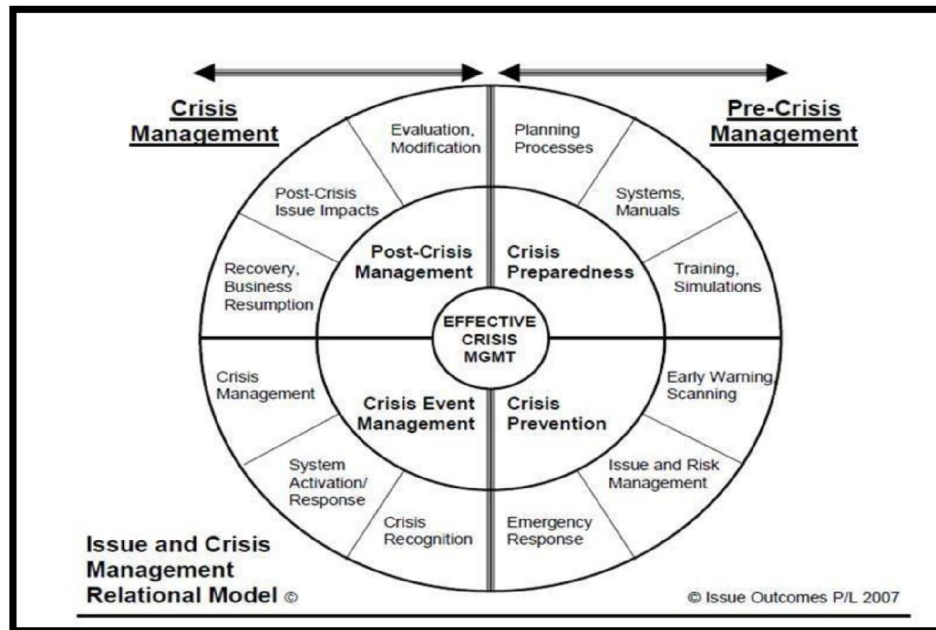 Crisis
Management
Pre-Crisis
Management
Evaluation,
Modification
Planning
Processes
Post-Crisis
Issue Impacts
Systems,
Manuals
Recovery,
Business
Resumption
Training,
Simulations
Post-Crisis
Management
Crisis
Preparedness
EFFECTIVE
CRISIS
MGMT
Crisis Event
Management
Crisis
Prevention
Crisis
Management
Early Warning,
Scanning
System
Activation/
Response
Issue and Risk
Management
Crisis
Recognition
Emergency
Response
Issue and Crisis
Management
Relational Model ©
© Issue Outcomes P/L 2007